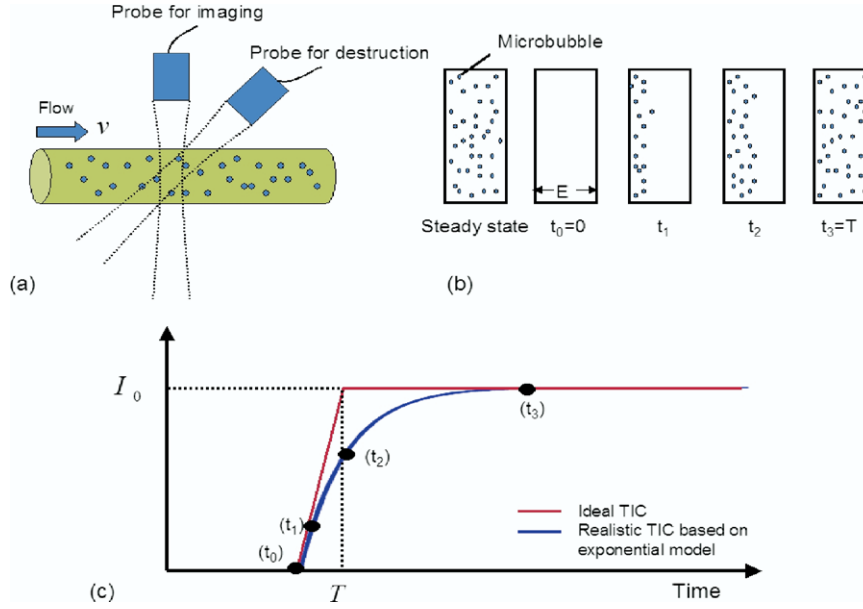 Probe for imaging
(a)
Probe for destruction
Flow
v
Microbubble
(b)
E
Steady state
t0=0
t1
t2
t3=T
I0
(t3)
(t2)
(t1)
(t0)
Ideal TIC
Realistic TIC based on
exponential model
(c)
T
Time